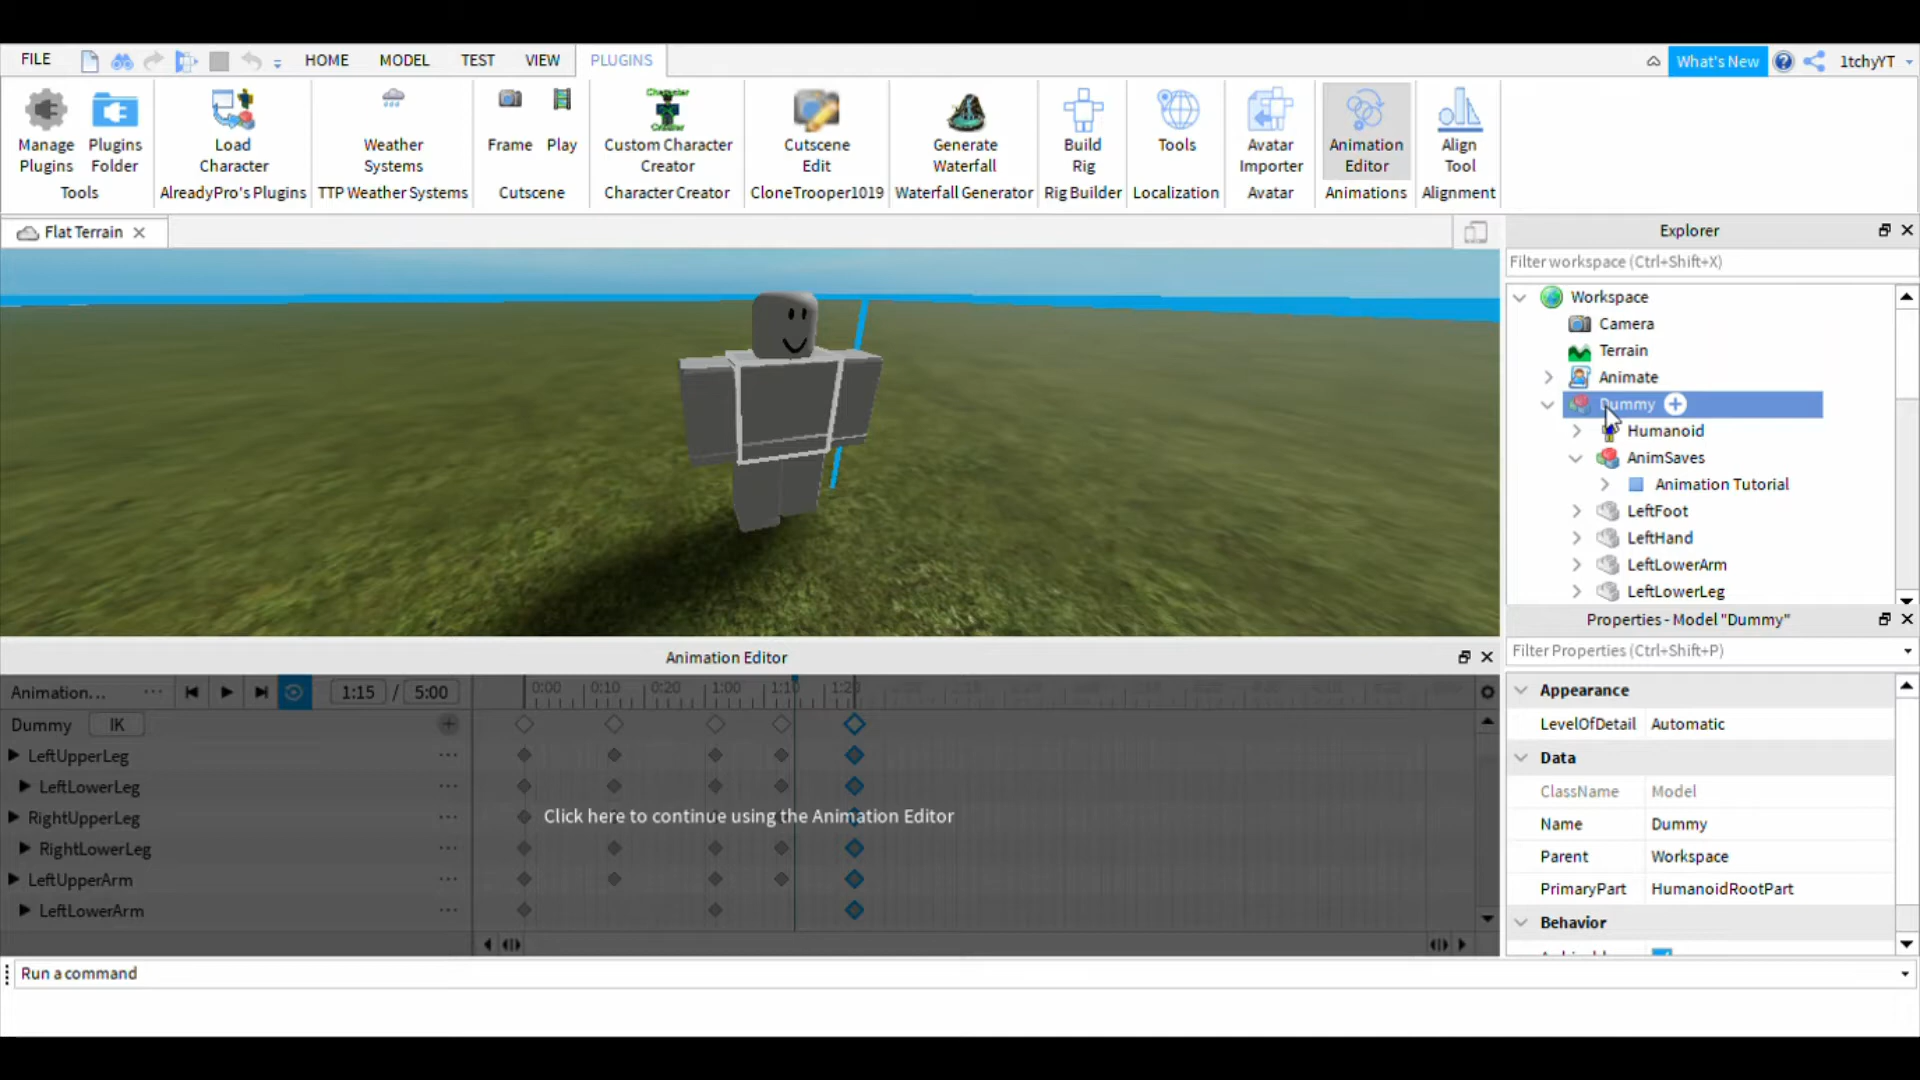 FILE
HOME
MODEL
TEST
VIEW
PLUGINS
What's New
1tchyYT
Manage Plugins
Plugins Folder
Load Character
Weather Systems
Frame
Play
Custom Character Creator
Cutscene Edit
Generate Waterfall
Build Rig
Tools
Avatar Importer
Animation Editor
Align Tool
Tools
AlreadyPro's Plugins
TTP Weather Systems
Cutscene
Character Creator
CloneTrooper1019
Waterfall Generator
Rig Builder
Localization
Avatar
Animations
Alignment
Flat Terrain
Explorer
Filter workspace (Ctrl+Shift+X)
Workspace
Camera
Terrain
Animate
Dummy
Humanoid
AnimSaves
Animation Tutorial
LeftFoot
LeftHand
LeftLowerArm
LeftLowerLeg
Properties - Model "Dummy"
Filter Properties (Ctrl+Shift+P)
Appearance
LevelOfDetail Automatic
Data
ClassName Model
Name Dummy
Parent Workspace
PrimaryPart HumanoidRootPart
Behavior
Animation Editor
Animation... 1:15 / 5:00 0:00 0:10 0:20 1:00 1:10 1:20
Dummy IK
LeftUpperLeg
LeftLowerLeg
RightUpperLeg
Click here to continue using the Animation Editor
RightLowerLeg
LeftUpperArm
LeftLowerArm
Run a command